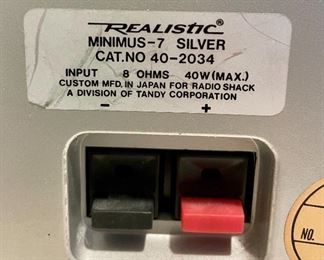 REALISTIC
MINIMUS-7 SILVER
CAT.NO 40-2034
INPUT 8 OHMS 40W(MAX.)
CUSTOM MFD. IN JAPAN FOR RADIO SHACK
A DIVISION OF TANDY CORPORATION
− +
NO.